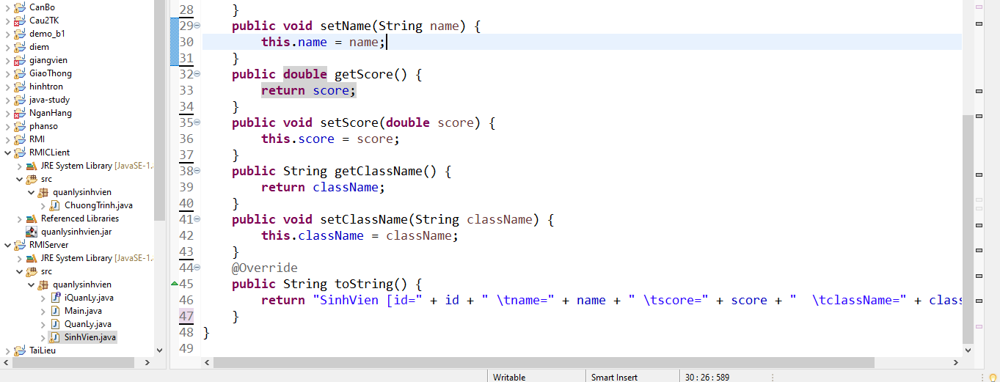 CanBo
Cau2TK
demo_b1
diem
giangvien
GiaoThong
hinhtron
java-study
NganHang
phanso
RMI
RMICLient
JRE System Library [JavaSE-1.
src
quanlysinhvien
ChuongTrinh.java
Referenced Libraries
quanlysinhvien.jar
RMIServer
JRE System Library [JavaSE-1.
src
quanlysinhvien
iQuanLy.java
Main.java
QuanLy.java
SinhVien.java
TaiLieu
28 }
29 public void setName(String name) {
30 this.name = name;
31 }
32 public double getScore() {
33 return score;
34 }
35 public void setScore(double score) {
36 this.score = score;
37 }
38 public String getClassName() {
39 return className;
40 }
41 public void setClassName(String className) {
42 this.className = className;
43 }
44 @Override
45 public String toString() {
46 return "SinhVien [id=" + id + " \tname=" + name + " \tscore=" + score + "  \tclassName=" + class
47 }
48 }
49
Writable Smart Insert 30 : 26 : 589